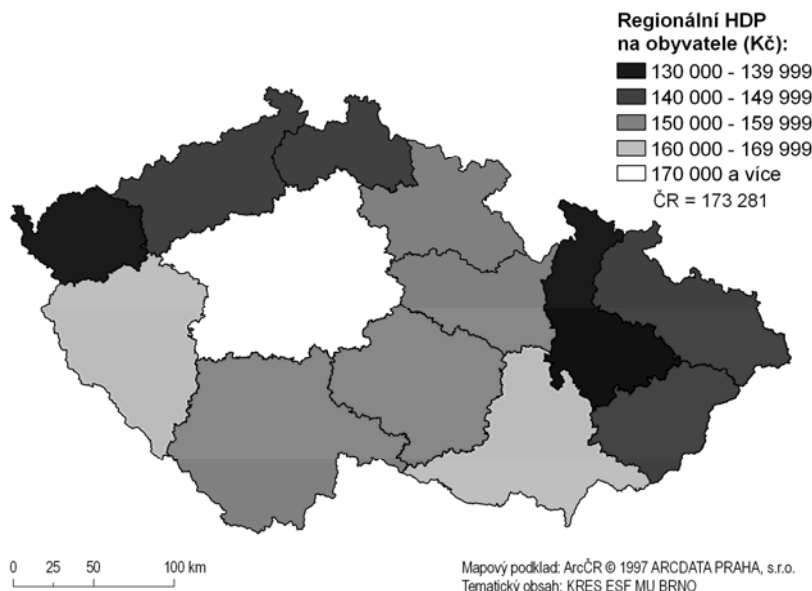 Regionální HDP
na obyvatele (Kč):
130 000 - 139 999
140 000 - 149 999
150 000 - 159 999
160 000 - 169 999
170 000 a více
ČR = 173 281
0 25 50 100 km
Mapový podklad: ArcČR © 1997 ARCDATA PRAHA, s.r.o.
Tematický obsah: KRES ESF MU BRNO